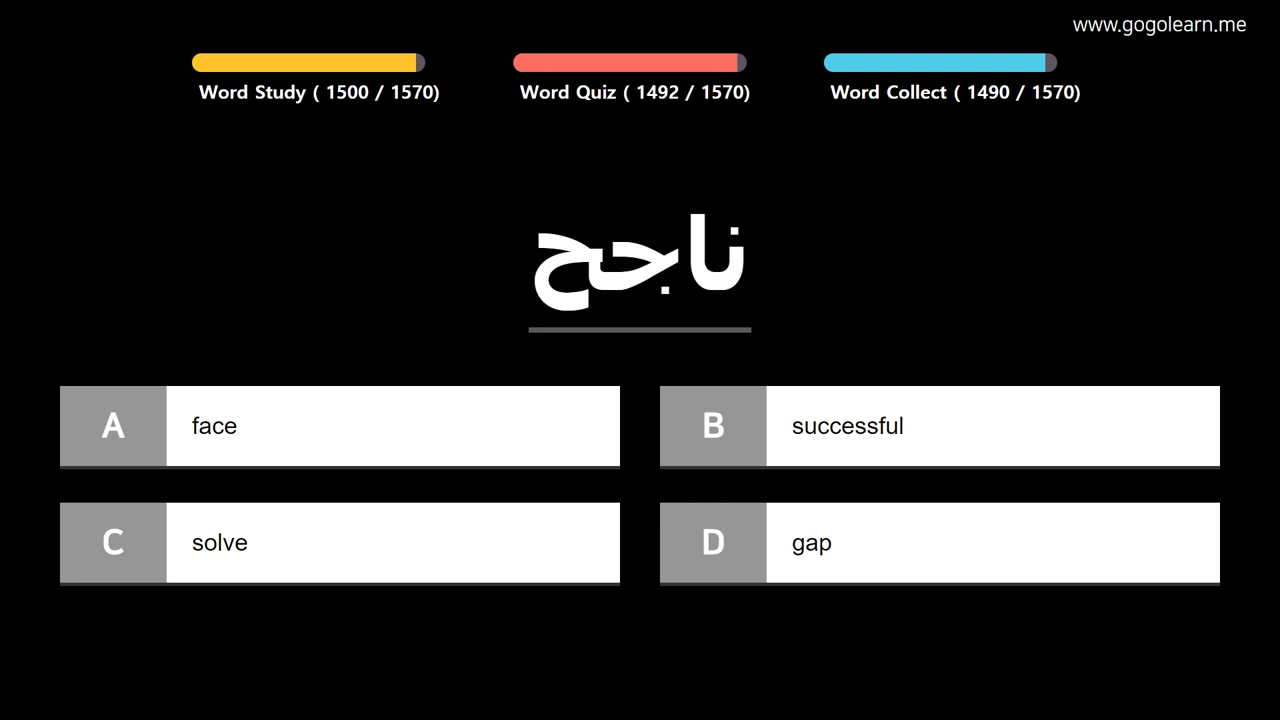 www.gogolearn.me
Word Study ( 1500 / 1570)
Word Quiz ( 1492 / 1570)
Word Collect ( 1490 / 1570)
ناجح
A face
B successful
C solve
D gap